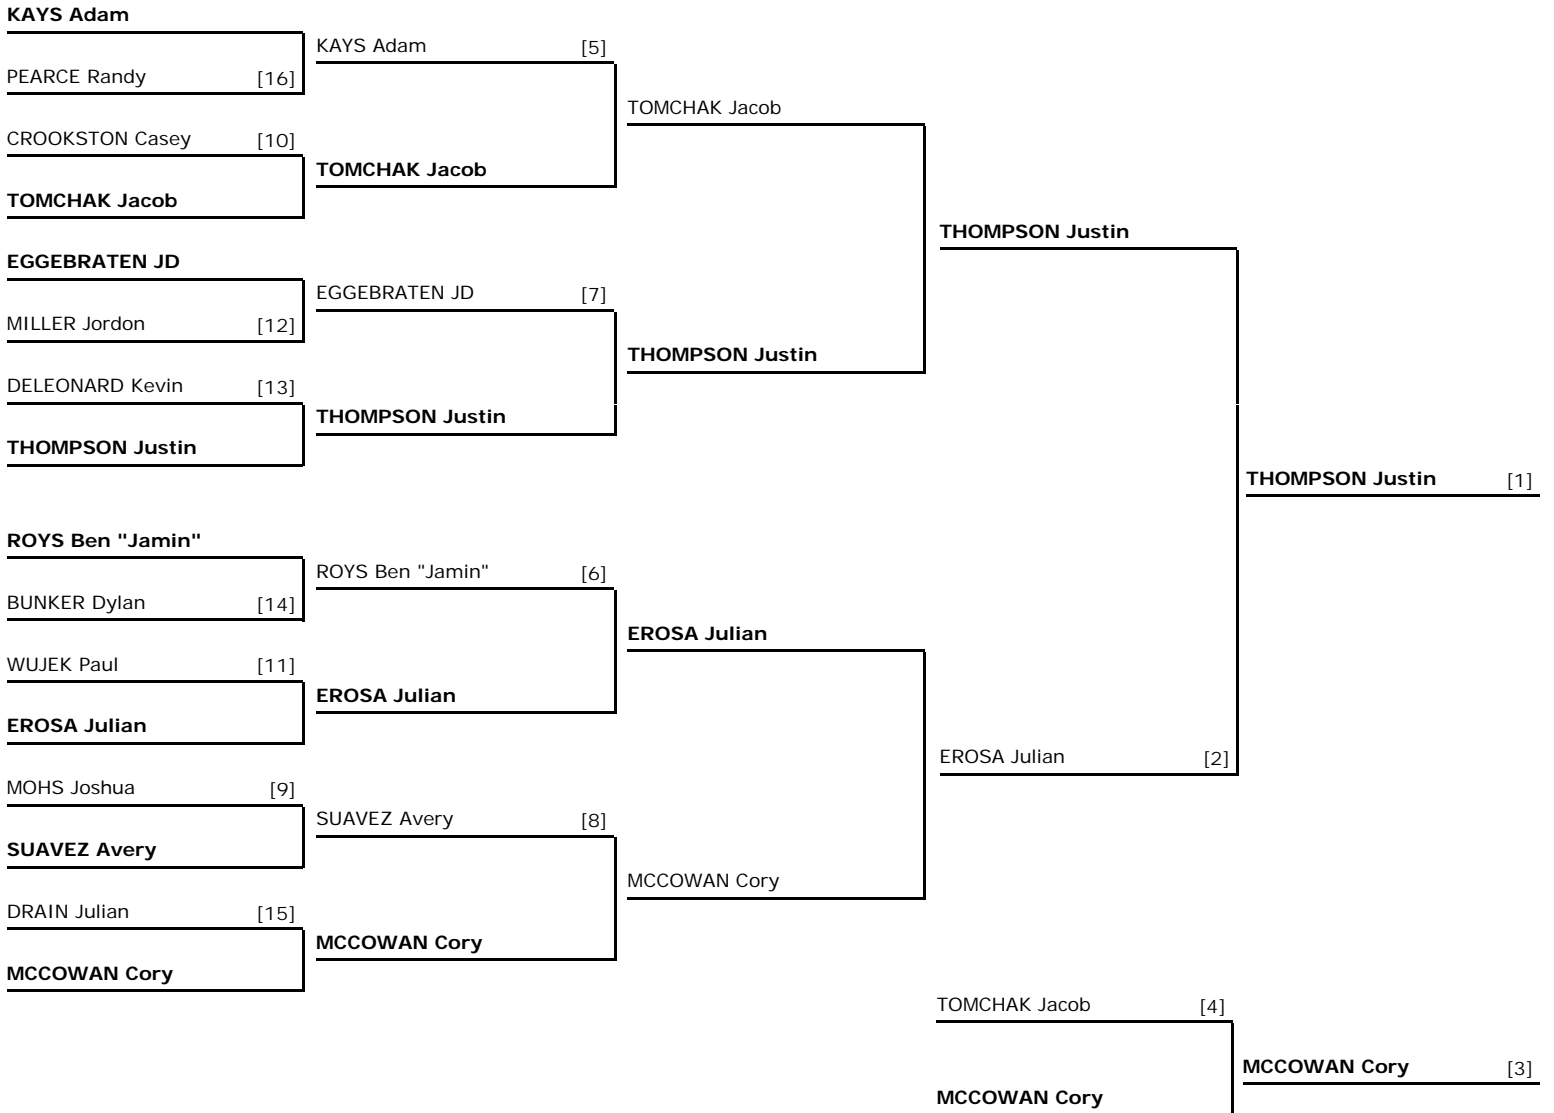 KAYS Adam
PEARCE Randy [16]
CROOKSTON Casey [10]
TOMCHAK Jacob
EGGEBRATEN JD
MILLER Jordon [12]
DELEONARD Kevin [13]
THOMPSON Justin
ROYS Ben "Jamin"
BUNKER Dylan [14]
WUJEK Paul [11]
EROSA Julian
MOHS Joshua [9]
SUAVEZ Avery
DRAIN Julian [15]
MCCOWAN Cory
KAYS Adam [5]
TOMCHAK Jacob
EGGEBRATEN JD [7]
THOMPSON Justin
ROYS Ben "Jamin" [6]
EROSA Julian
SUAVEZ Avery [8]
MCCOWAN Cory
TOMCHAK Jacob
THOMPSON Justin
EROSA Julian
MCCOWAN Cory
THOMPSON Justin
EROSA Julian [2]
THOMPSON Justin [1]
TOMCHAK Jacob [4]
MCCOWAN Cory
MCCOWAN Cory [3]